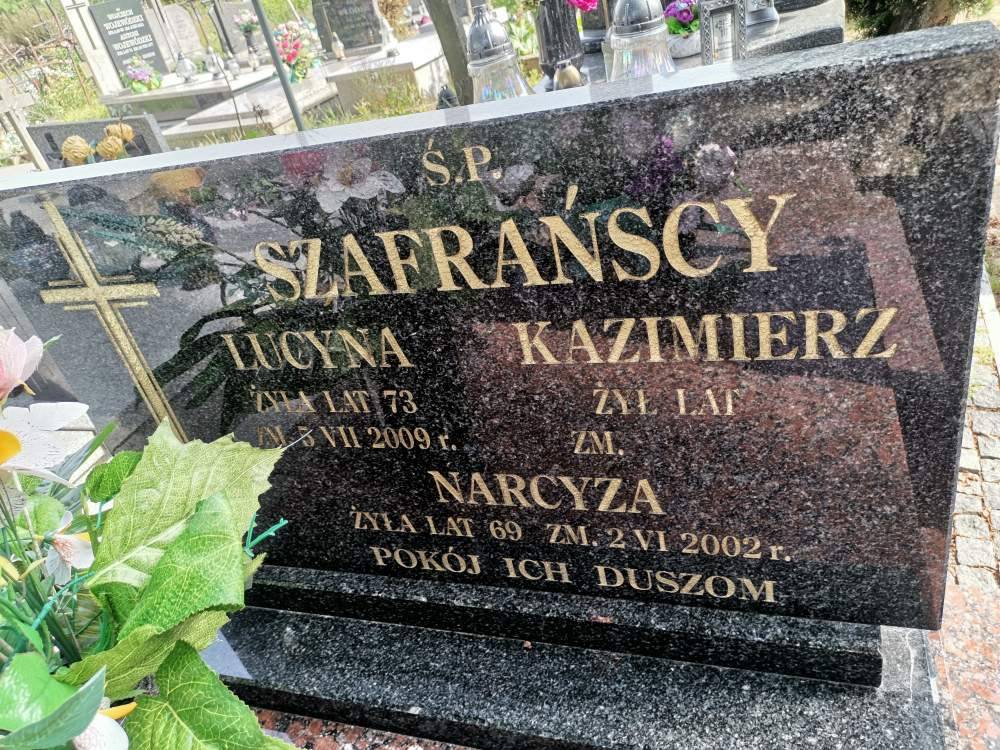 Ś.P.
SZAFRAŃSCY
LUCYNA
ŻYŁA LAT 73
ZM. 5 VII 2009 r.
KAZIMIERZ
ŻYŁ LAT
ZM.
NARCYZA
ŻYŁA LAT 69 ZM. 2 VI 2002 r.
POKÓJ ICH DUSZOM